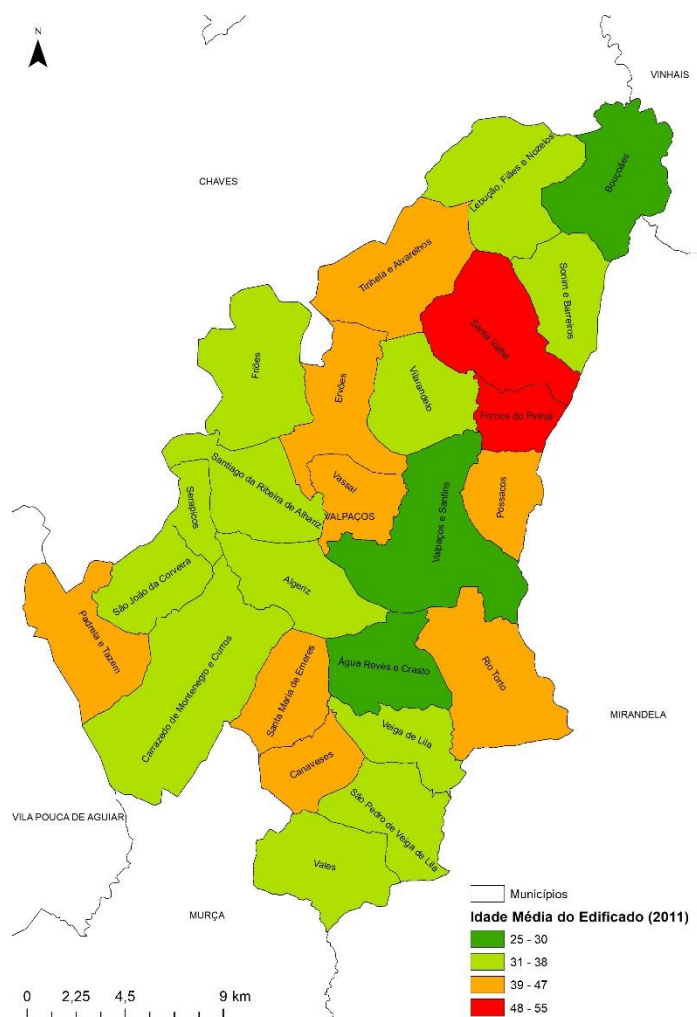 N
VINHAIS
CHAVES
Bouçoães
Lebução, Fiães e Nozelos
Tinhela e Alvarelhos
Sonim e Barreiros
Santa Valha
Friões
Ervões
Vilarandelo
Fornos do Pinhal
Santiago da Ribeira de Alhariz
Vassal
VALPAÇOS
Possacos
Serapicos
Valpaços e Sanfins
São João da Corveira
Algeriz
Padrela e Tazem
Carrazedo de Montenegro e Curros
Santa Maria de Emeres
Água Revés e Crasto
Rio Torto
MIRANDELA
Veiga de Lila
Canaveses
São Pedro de Veiga de Lila
VILA POUCA DE AGUIAR
Vales
MURÇA
Municípios
Idade Média do Edificado (2011)
25 - 30
31 - 38
39 - 47
48 - 55
0 2,25 4,5 9 km